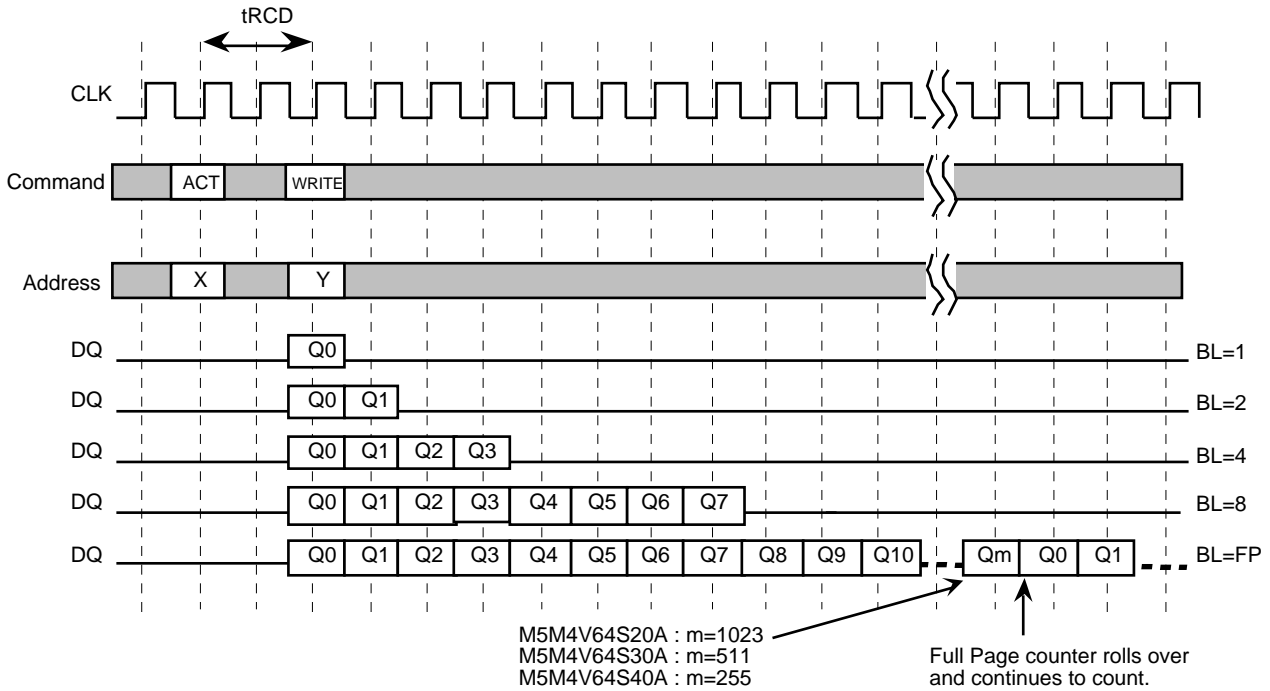 tRCD
CLK
Command ACT WRITE
Address X Y
DQ Q0 BL=1
DQ Q0 Q1 BL=2
DQ Q0 Q1 Q2 Q3 BL=4
DQ Q0 Q1 Q2 Q3 Q4 Q5 Q6 Q7 BL=8
DQ Q0 Q1 Q2 Q3 Q4 Q5 Q6 Q7 Q8 Q9 Q10 Qm Q0 Q1 BL=FP
M5M4V64S20A : m=1023
M5M4V64S30A : m=511
M5M4V64S40A : m=255
Full Page counter rolls over
and continues to count.